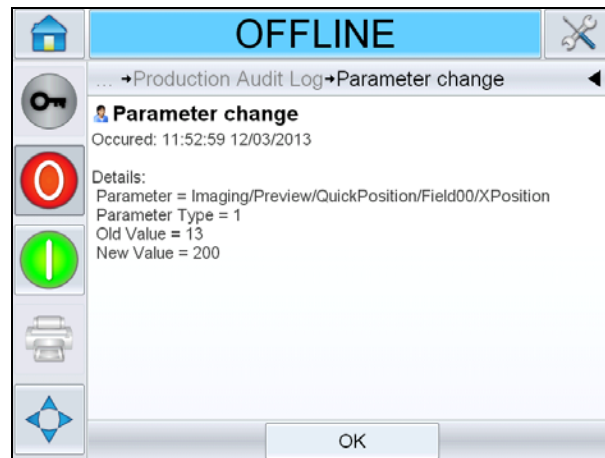 OFFLINE
... →Production Audit Log→Parameter change
Parameter change
Occured: 11:52:59 12/03/2013
Details:
Parameter = Imaging/Preview/QuickPosition/Field00/XPosition
Parameter Type = 1
Old Value = 13
New Value = 200
OK